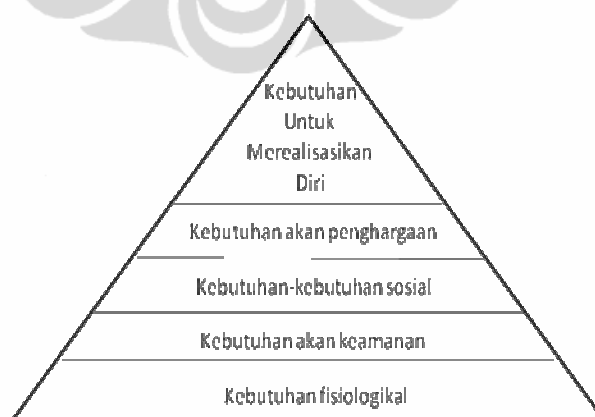 Kebutuhan
Untuk
Merealisasikan
Diri
Kebutuhan akan penghargaan
Kebutuhan-kebutuhan sosial
Kebutuhan akan keamanan
Kebutuhan fisiologikal